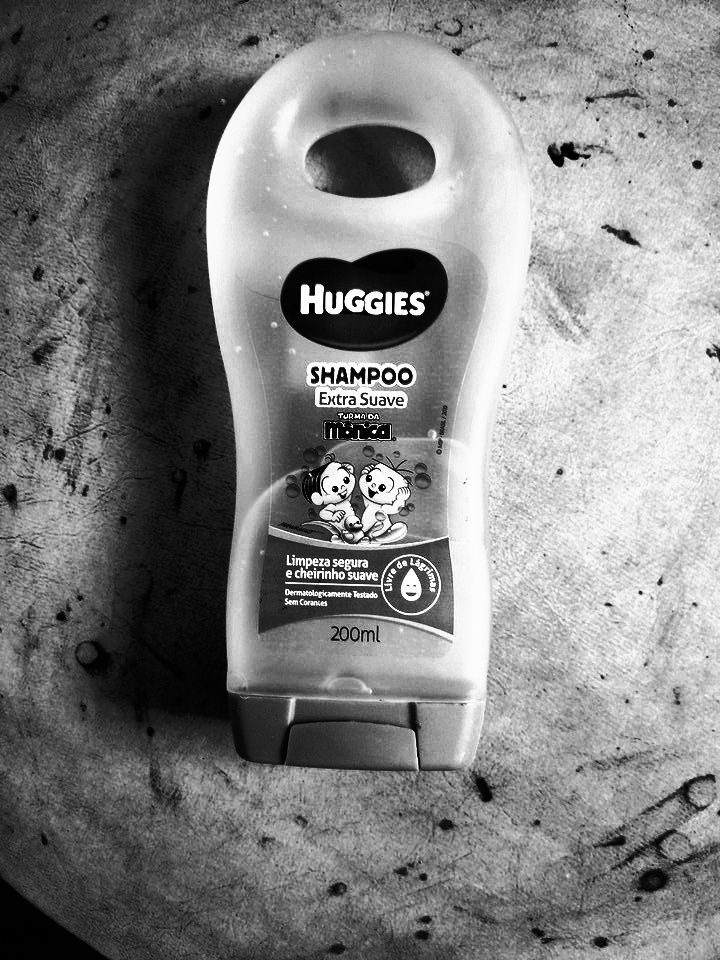 HUGGIES®
SHAMPOO
Extra Suave
TURMA DA
Mônica
Limpeza segura
e cheirinho suave
Dermatologicamente Testado
Sem Corantes
Livre de Lágrimas
200ml